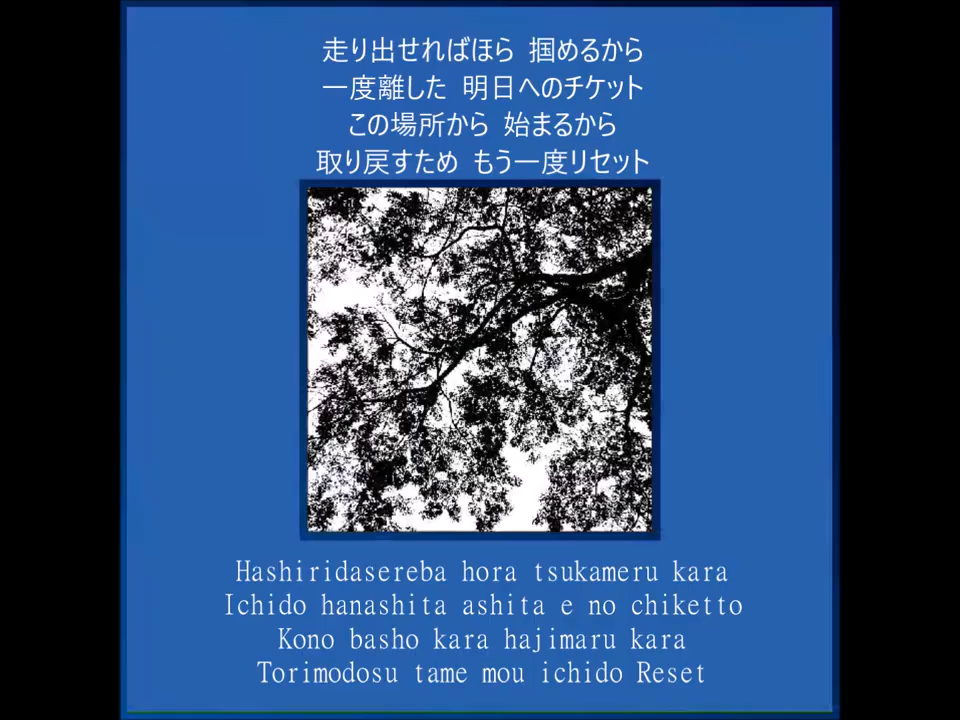 走り出せればほら 掴めるから
一度離した 明日へのチケット
この場所から 始まるから
取り戻すため もう一度リセット
Hashiridasereba hora tsukameru kara
Ichido hanashita ashita e no chiketto
Kono basho kara hajimaru kara
Torimodosu tame mou ichido Reset